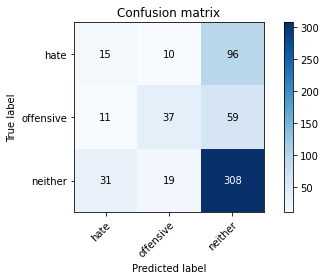 Confusion matrix
hate 15 10 96
offensive 11 37 59
neither 31 19 308
hate offensive neither
Predicted label
True label
300
250
200
150
100
50